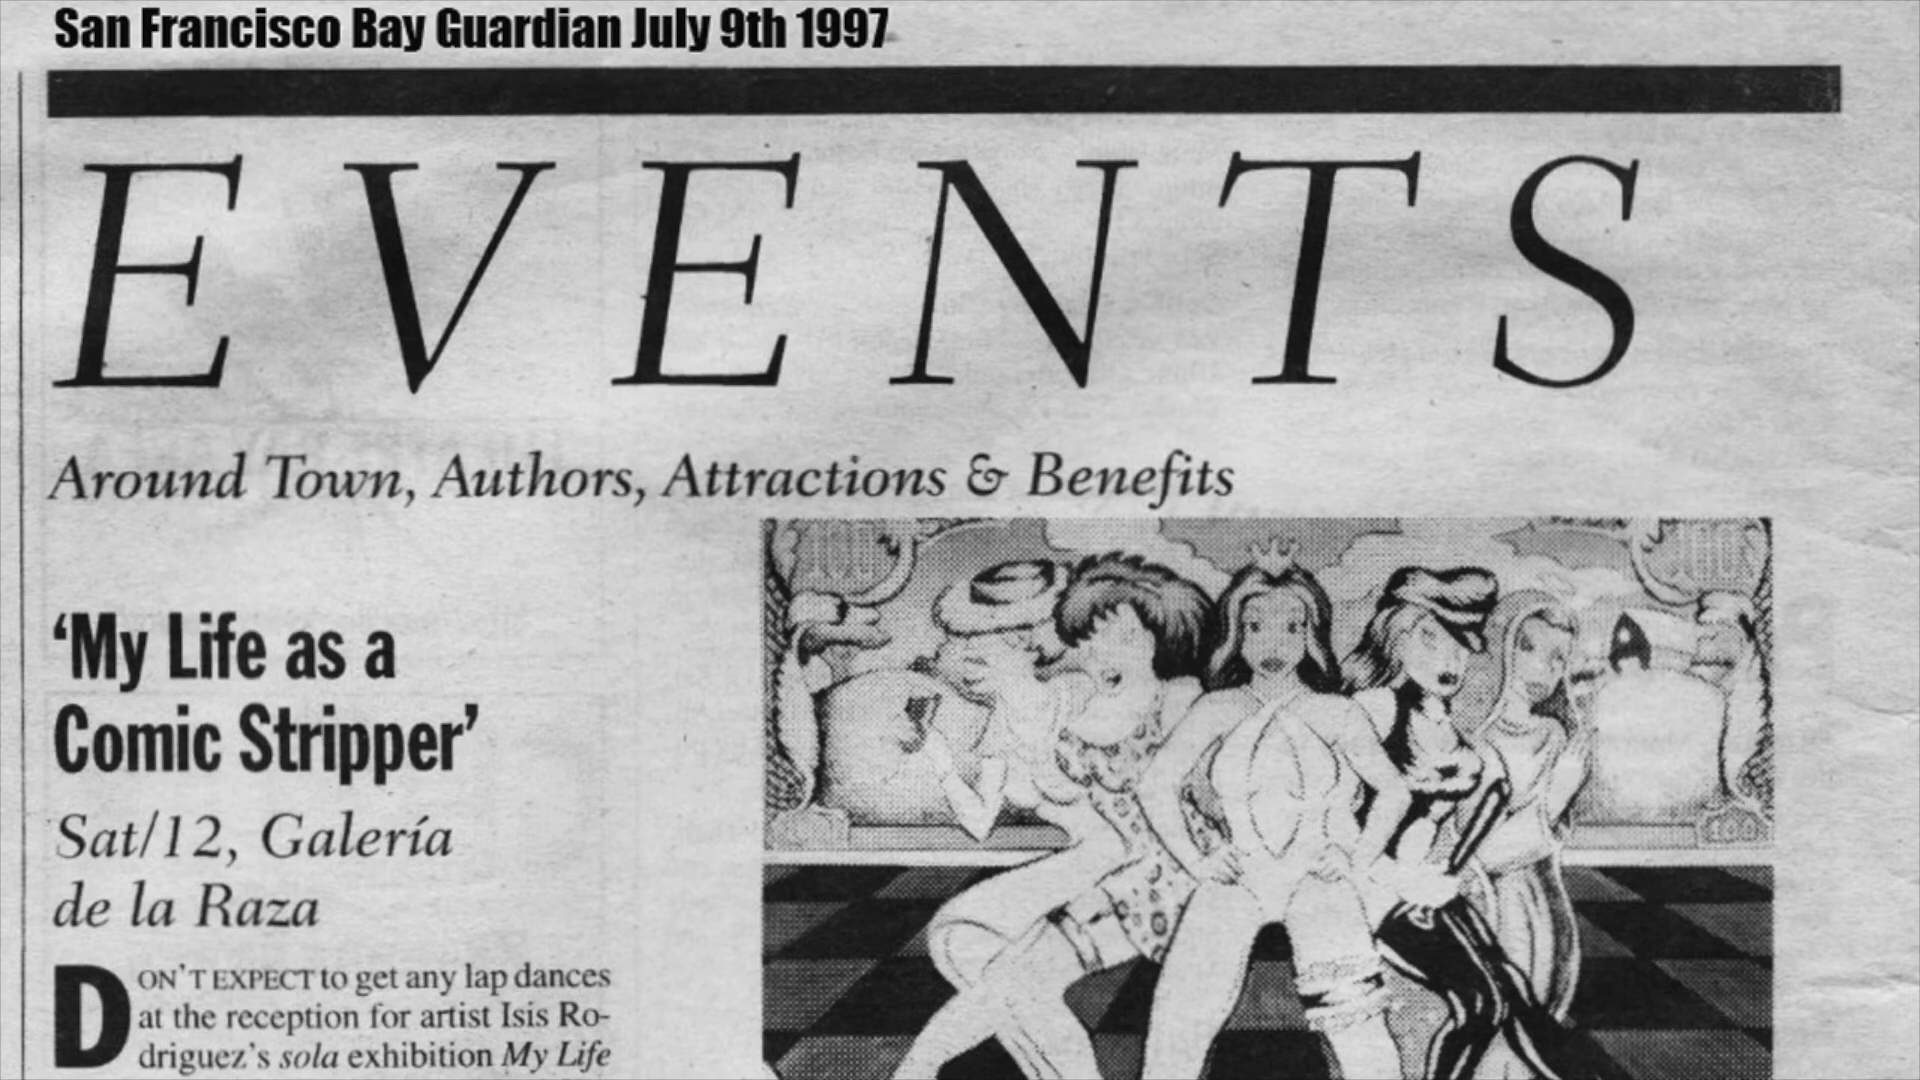 San Francisco Bay Guardian July 9th 1997
EVENTS
Around Town, Authors, Attractions & Benefits
‘My Life as a
Comic Stripper’
Sat/12, Galería
de la Raza
DON’T EXPECT to get any lap dances
at the reception for artist Isis Ro-
driguez’s sola exhibition My Life
A